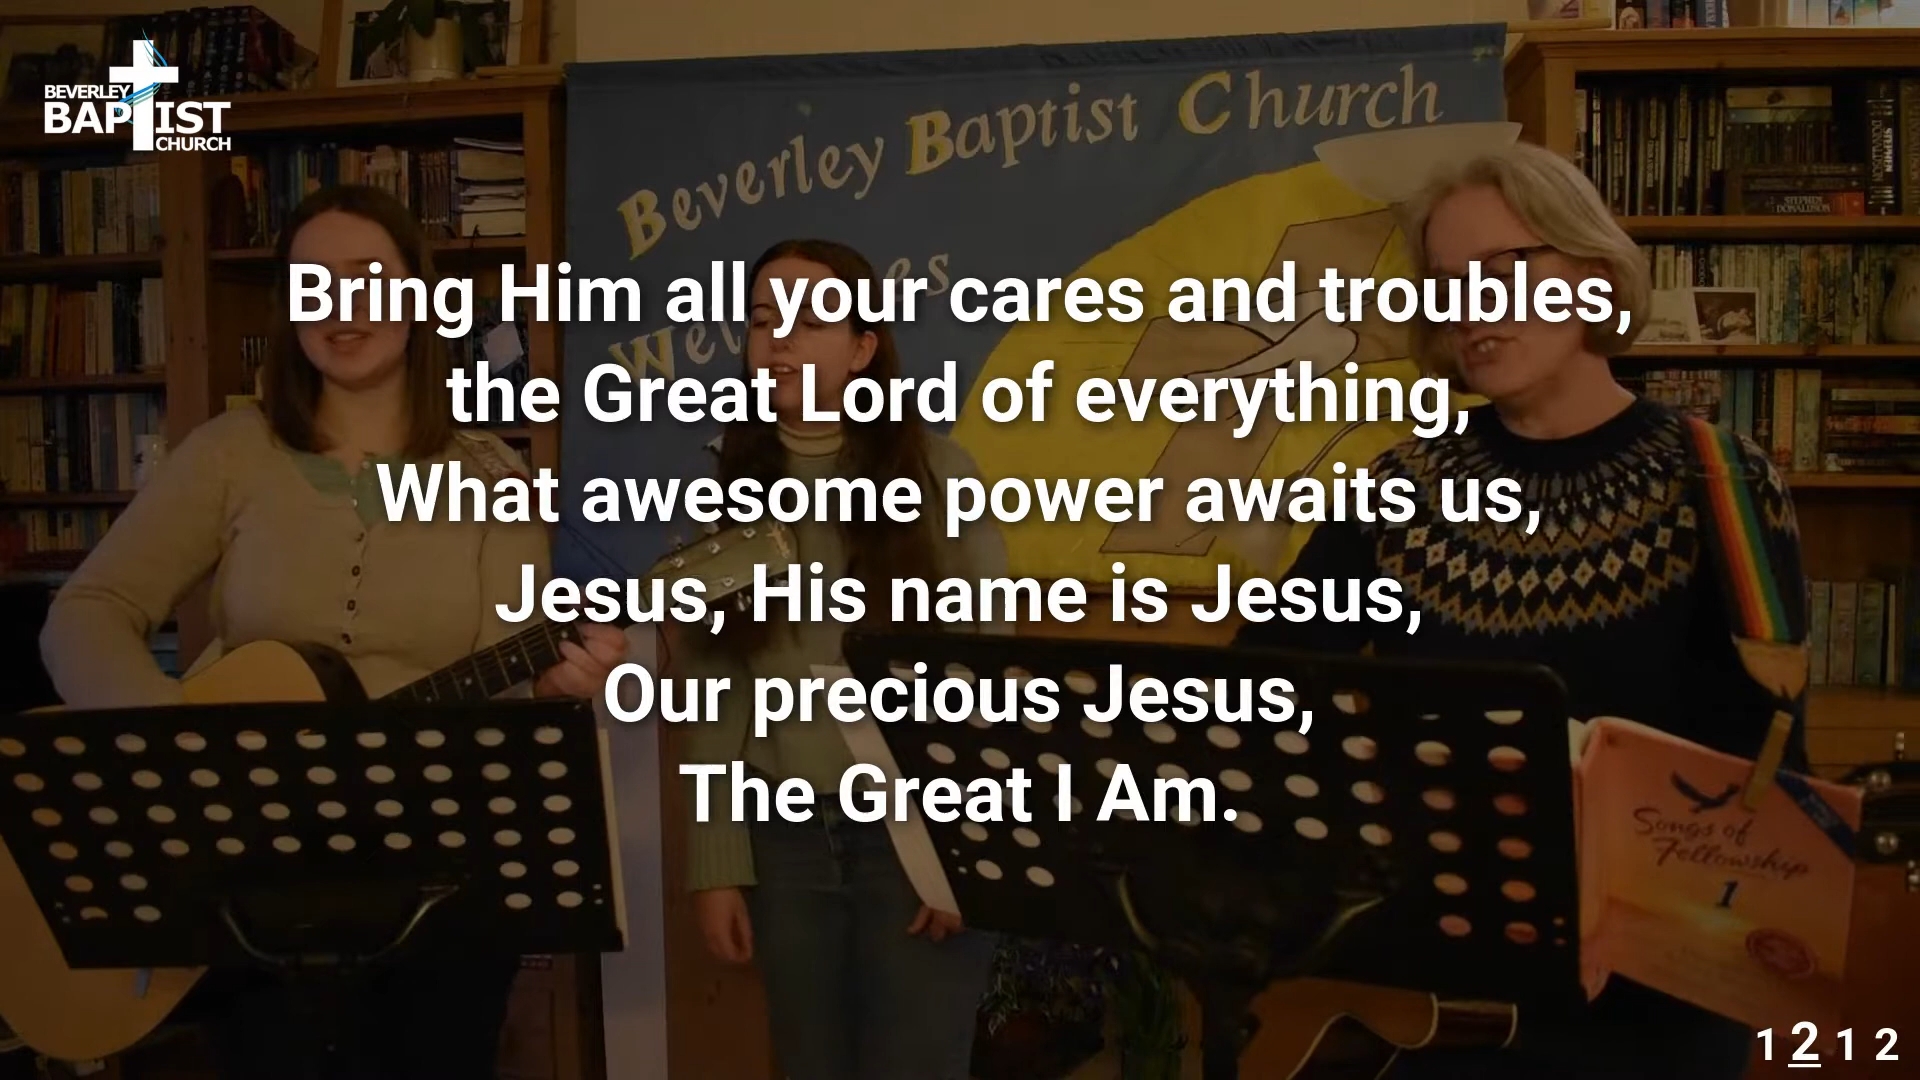 BEVERLEY
BAPTIST
CHURCH
Beverley Baptist Church
STEPHEN
DONALDSON
Bring Him all your cares and troubles,
the Great Lord of everything,
What awesome power awaits us,
Jesus, His name is Jesus,
Our precious Jesus,
The Great I Am.
Songs of
Fellowship
1
1 2 1 2